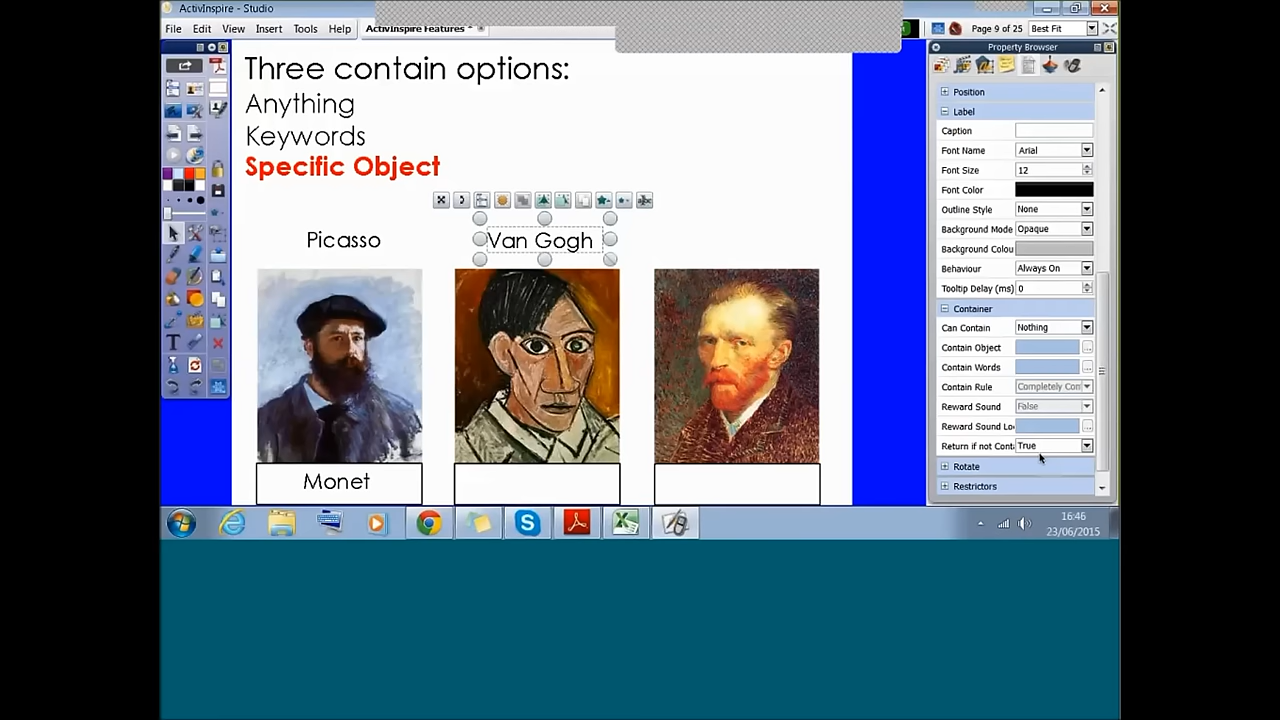 ActivInspire - Studio
File Edit View Insert Tools Help ActivInspire Features * Page 9 of 25 Best Fit
Property Browser
Three contain options:
Anything
Keywords
Specific Object
Picasso Van Gogh
Monet
Position
Label
Caption
Font Name Arial
Font Size 12
Font Color
Outline Style None
Background Mode Opaque
Background Colou
Behaviour Always On
Tooltip Delay (ms) 0
Container
Can Contain Nothing
Contain Object
Contain Words
Contain Rule Completely Con
Reward Sound False
Reward Sound Lo
Return if not Cont True
Rotate
Restrictors
16:46
23/06/2015